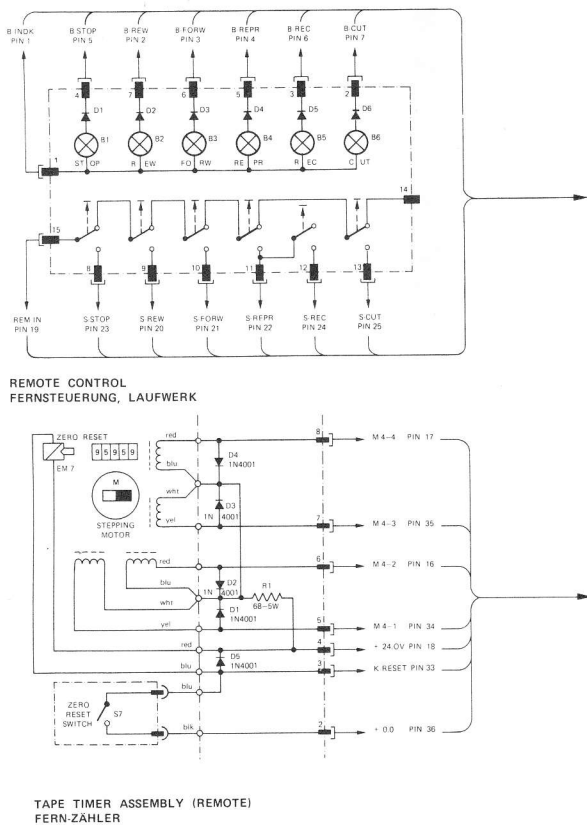 B INDK B-STOP B-REW B-FORW B-REPR B-REC B-CUT
PIN 1 PIN 5 PIN 2 PIN 3 PIN 4 PIN 6 PIN 7
4 7 6 5 3 2
D1 D2 D3 D4 D5 D6
B1 B2 B3 B4 B5 B6
1 ST OP R EW FO RW RE PR R EC C UT
14
15
8 9 10 11 12 13
REM IN S-STOP S-REW S-FORW S-REPR S-REC S-CUT
PIN 19 PIN 23 PIN 20 PIN 21 PIN 22 PIN 24 PIN 25
REMOTE CONTROL
FERNSTEUERUNG, LAUFWERK
ZERO RESET red 8 M 4-4 PIN 17
9 5 9 5 9 D4
EM 7 blu 1N4001
M whr D3
STEPPING yel 1N 4001 7 M 4-3 PIN 35
MOTOR
red 6 M 4-2 PIN 16
blu D2 R1
whr 1N 4001 68-5W
D1
yel 1N4001 5 M 4-1 PIN 34
red 4 + 24.0V PIN 18
D5
blu 1N4001 3 K RESET PIN 33
blu
ZERO
RESET S7
SWITCH
blk 2 + 0.0 PIN 36
TAPE TIMER ASSEMBLY (REMOTE)
FERN-ZÄHLER